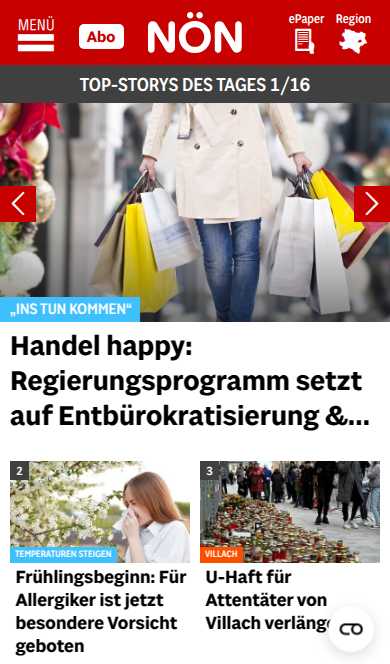 MENÜ
Abo
NÖN
ePaper
Region
TOP-STORYS DES TAGES 1/16
„INS TUN KOMMEN“
Handel happy:
Regierungsprogramm setzt
auf Entbürokratisierung &...
2
TEMPERATUREN STEIGEN
Frühlingsbeginn: Für
Allergiker ist jetzt
besondere Vorsicht
geboten
3
VILLACH
U-Haft für
Attentäter von
Villach